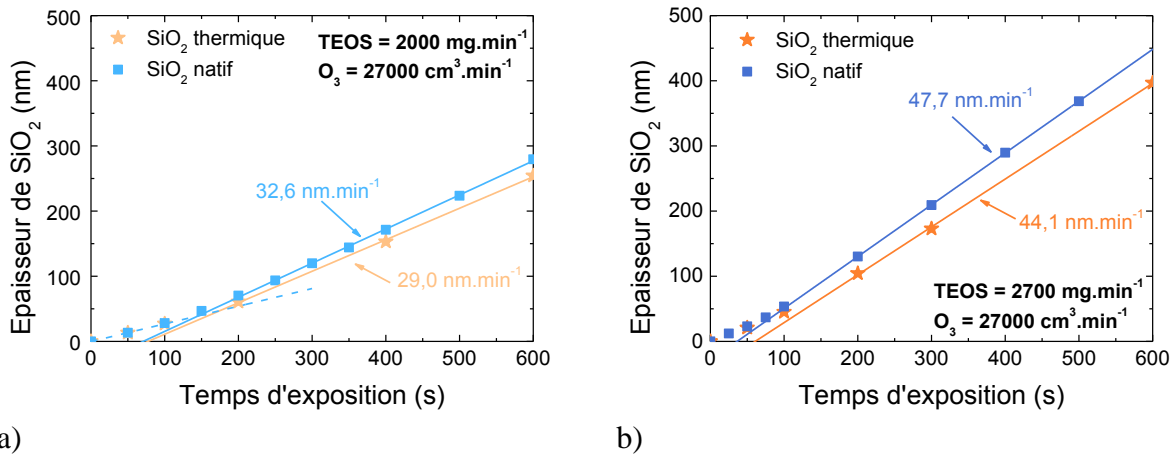 500
400
300
200
100
0
0
100
200
300
400
500
600
Epaisseur de SiO₂ (nm)
Temps d'exposition (s)
SiO₂ thermique
SiO₂ natif
TEOS = 2000 mg.min⁻¹
O₃ = 27000 cm³.min⁻¹
32,6 nm.min⁻¹
29,0 nm.min⁻¹
a)
500
400
300
200
100
0
0
100
200
300
400
500
600
Epaisseur de SiO₂ (nm)
Temps d'exposition (s)
SiO₂ thermique
SiO₂ natif
47,7 nm.min⁻¹
44,1 nm.min⁻¹
TEOS = 2700 mg.min⁻¹
O₃ = 27000 cm³.min⁻¹
b)